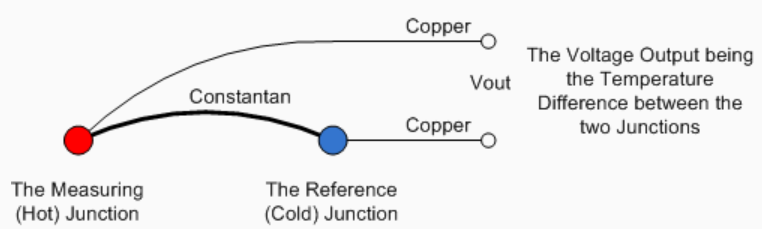 Copper
Constantan
Vout
Copper
The Voltage Output being
the Temperature
Difference between the
two Junctions
The Measuring
(Hot) Junction
The Reference
(Cold) Junction